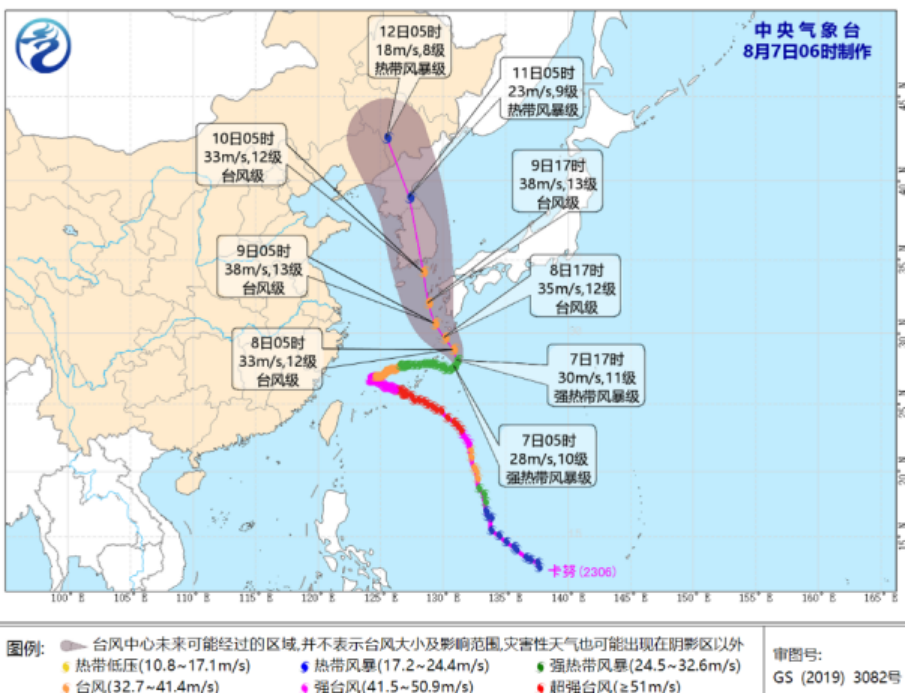 中央气象台
8月7日06时制作
12日05时
18m/s,8级
热带风暴级
11日05时
23m/s,9级
热带风暴级
10日05时
33m/s,12级
台风级
9日17时
38m/s,13级
台风级
9日05时
38m/s,13级
台风级
8日17时
35m/s,12级
台风级
8日05时
33m/s,12级
台风级
7日17时
30m/s,11级
强热带风暴级
7日05时
28m/s,10级
强热带风暴级
卡努(2306)
100° E 105° E 110° E 115° E 120° E 125° E 130° E 135° E 140° E 145° E 150° E 155° E 160° E 165° E
图例: 台风中心未来可能经过的区域,并不表示台风大小及影响范围,灾害性天气也可能出现在阴影区以外
热带低压(10.8~17.1m/s) 热带风暴(17.2~24.4m/s) 强热带风暴(24.5~32.6m/s)
台风(32.7~41.4m/s) 强台风(41.5~50.9m/s) 超强台风(≥51m/s)
审图号:
GS (2019) 3082号